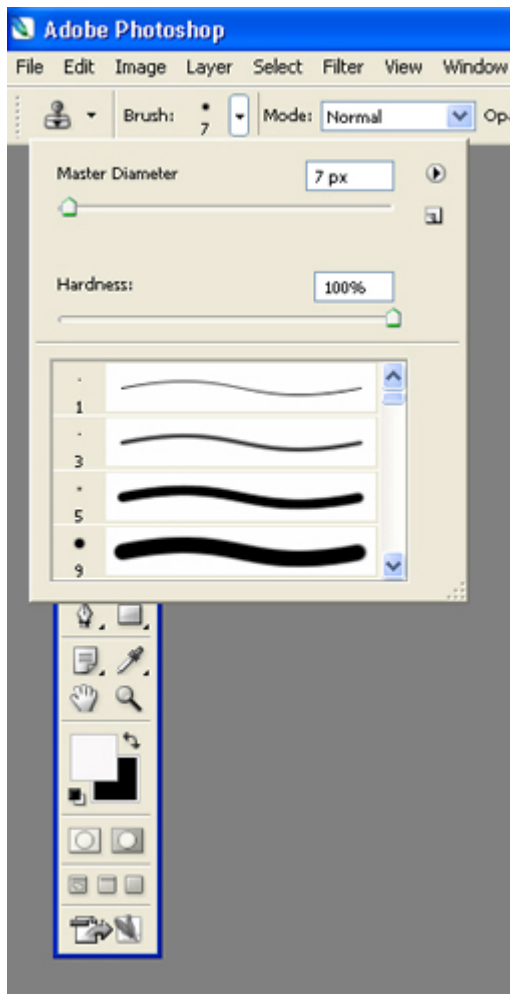 Adobe Photoshop
File Edit Image Layer Select Filter View Window
Brush: 7 Mode: Normal Opa
Master Diameter 7 px
Hardness: 100%
1
3
5
9